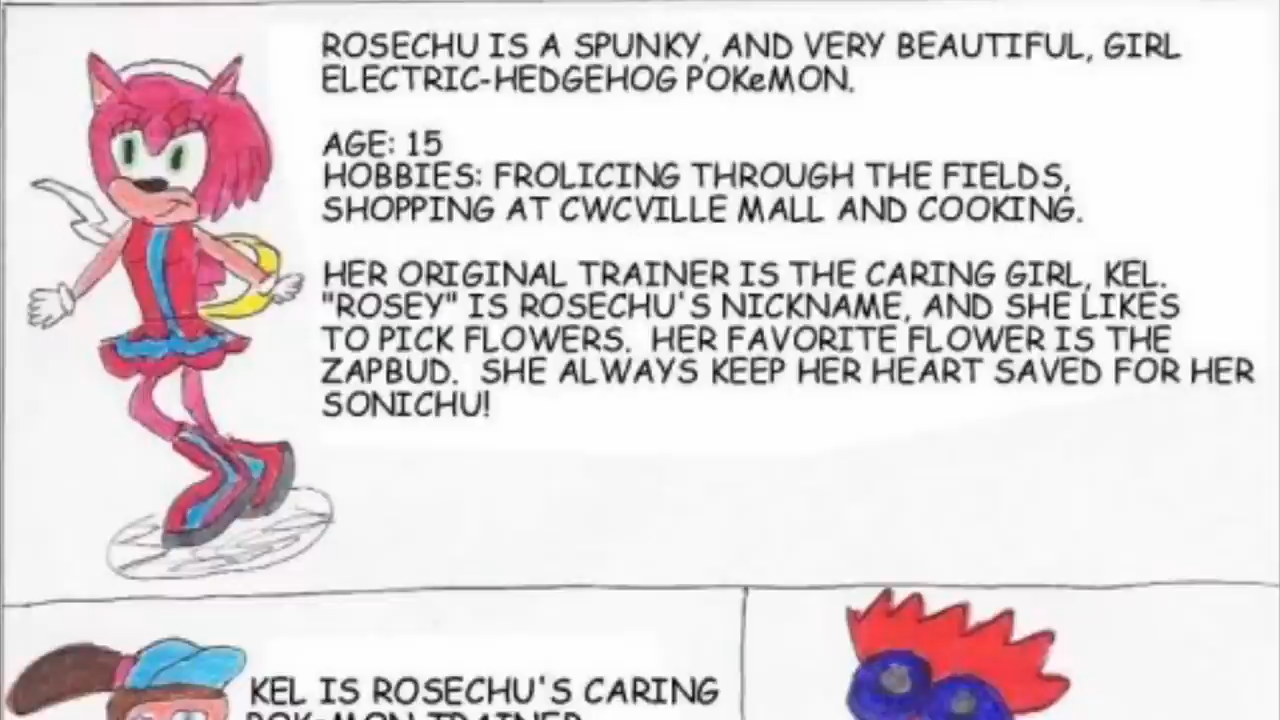 ROSECHU IS A SPUNKY, AND VERY BEAUTIFUL, GIRL
ELECTRIC-HEDGEHOG POKeMON.
AGE: 15
HOBBIES: FROLICING THROUGH THE FIELDS,
SHOPPING AT CWCVILLE MALL AND COOKING.
HER ORIGINAL TRAINER IS THE CARING GIRL, KEL.
"ROSEY" IS ROSECHU'S NICKNAME, AND SHE LIKES
TO PICK FLOWERS. HER FAVORITE FLOWER IS THE
ZAPBUD. SHE ALWAYS KEEP HER HEART SAVED FOR HER
SONICHU!
KEL IS ROSECHU'S CARING
POKeMON TRAINER